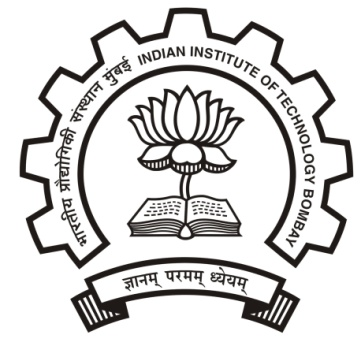 भारतीय प्रौद्योगिकी संस्थान मुंबई
INDIAN INSTITUTE OF TECHNOLOGY BOMBAY
ज्ञानम् परमम् ध्येयम्